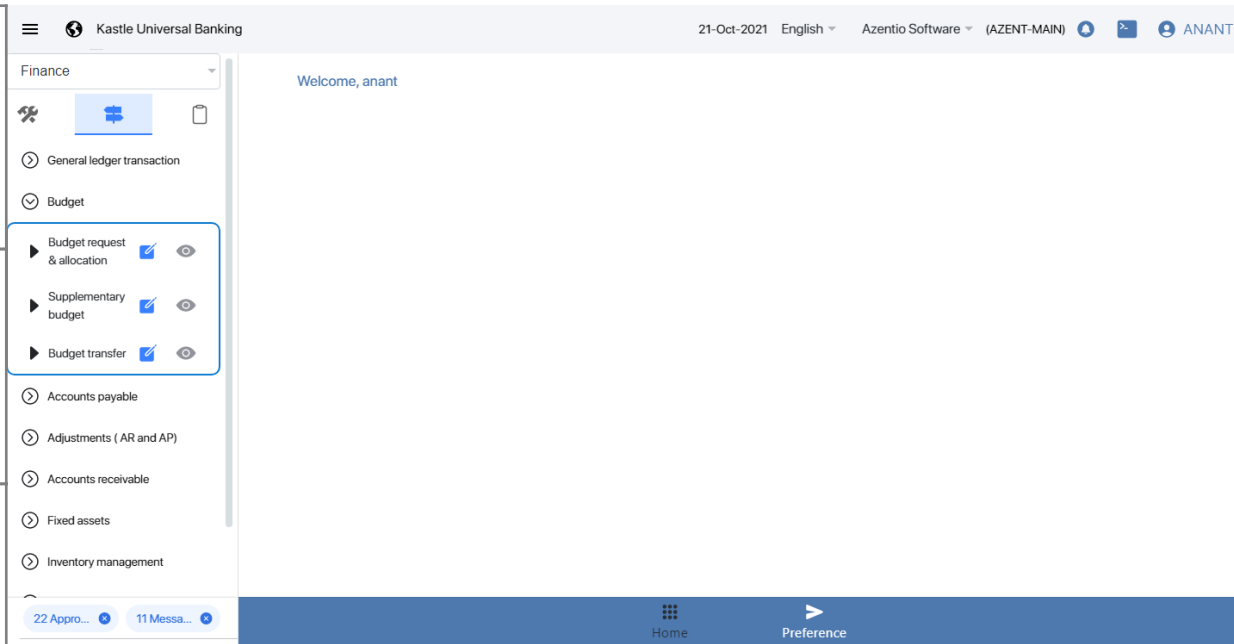 Kastle Universal Banking
21-Oct-2021 English Azentio Software (AZENT-MAIN) ANANT
Finance
Welcome, anant
General ledger transaction
Budget
Budget request
& allocation
Supplementary
budget
Budget transfer
Accounts payable
Adjustments ( AR and AP)
Accounts receivable
Fixed assets
Inventory management
22 Appro... 11 Messa...
Home Preference